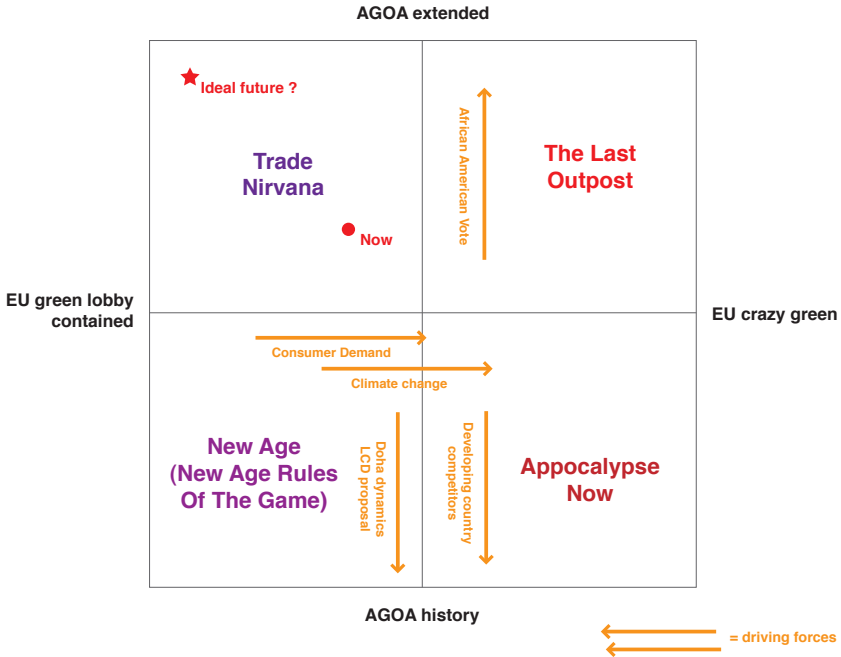 AGOA extended
Ideal future ?
African American Vote
The Last
Outpost
Trade
Nirvana
Now
EU green lobby
contained
EU crazy green
Consumer Demand
Climate change
Doha dynamics
LCD proposal
Developing country
competitors
New Age
(New Age Rules
Of The Game)
Appocalypse
Now
AGOA history
= driving forces